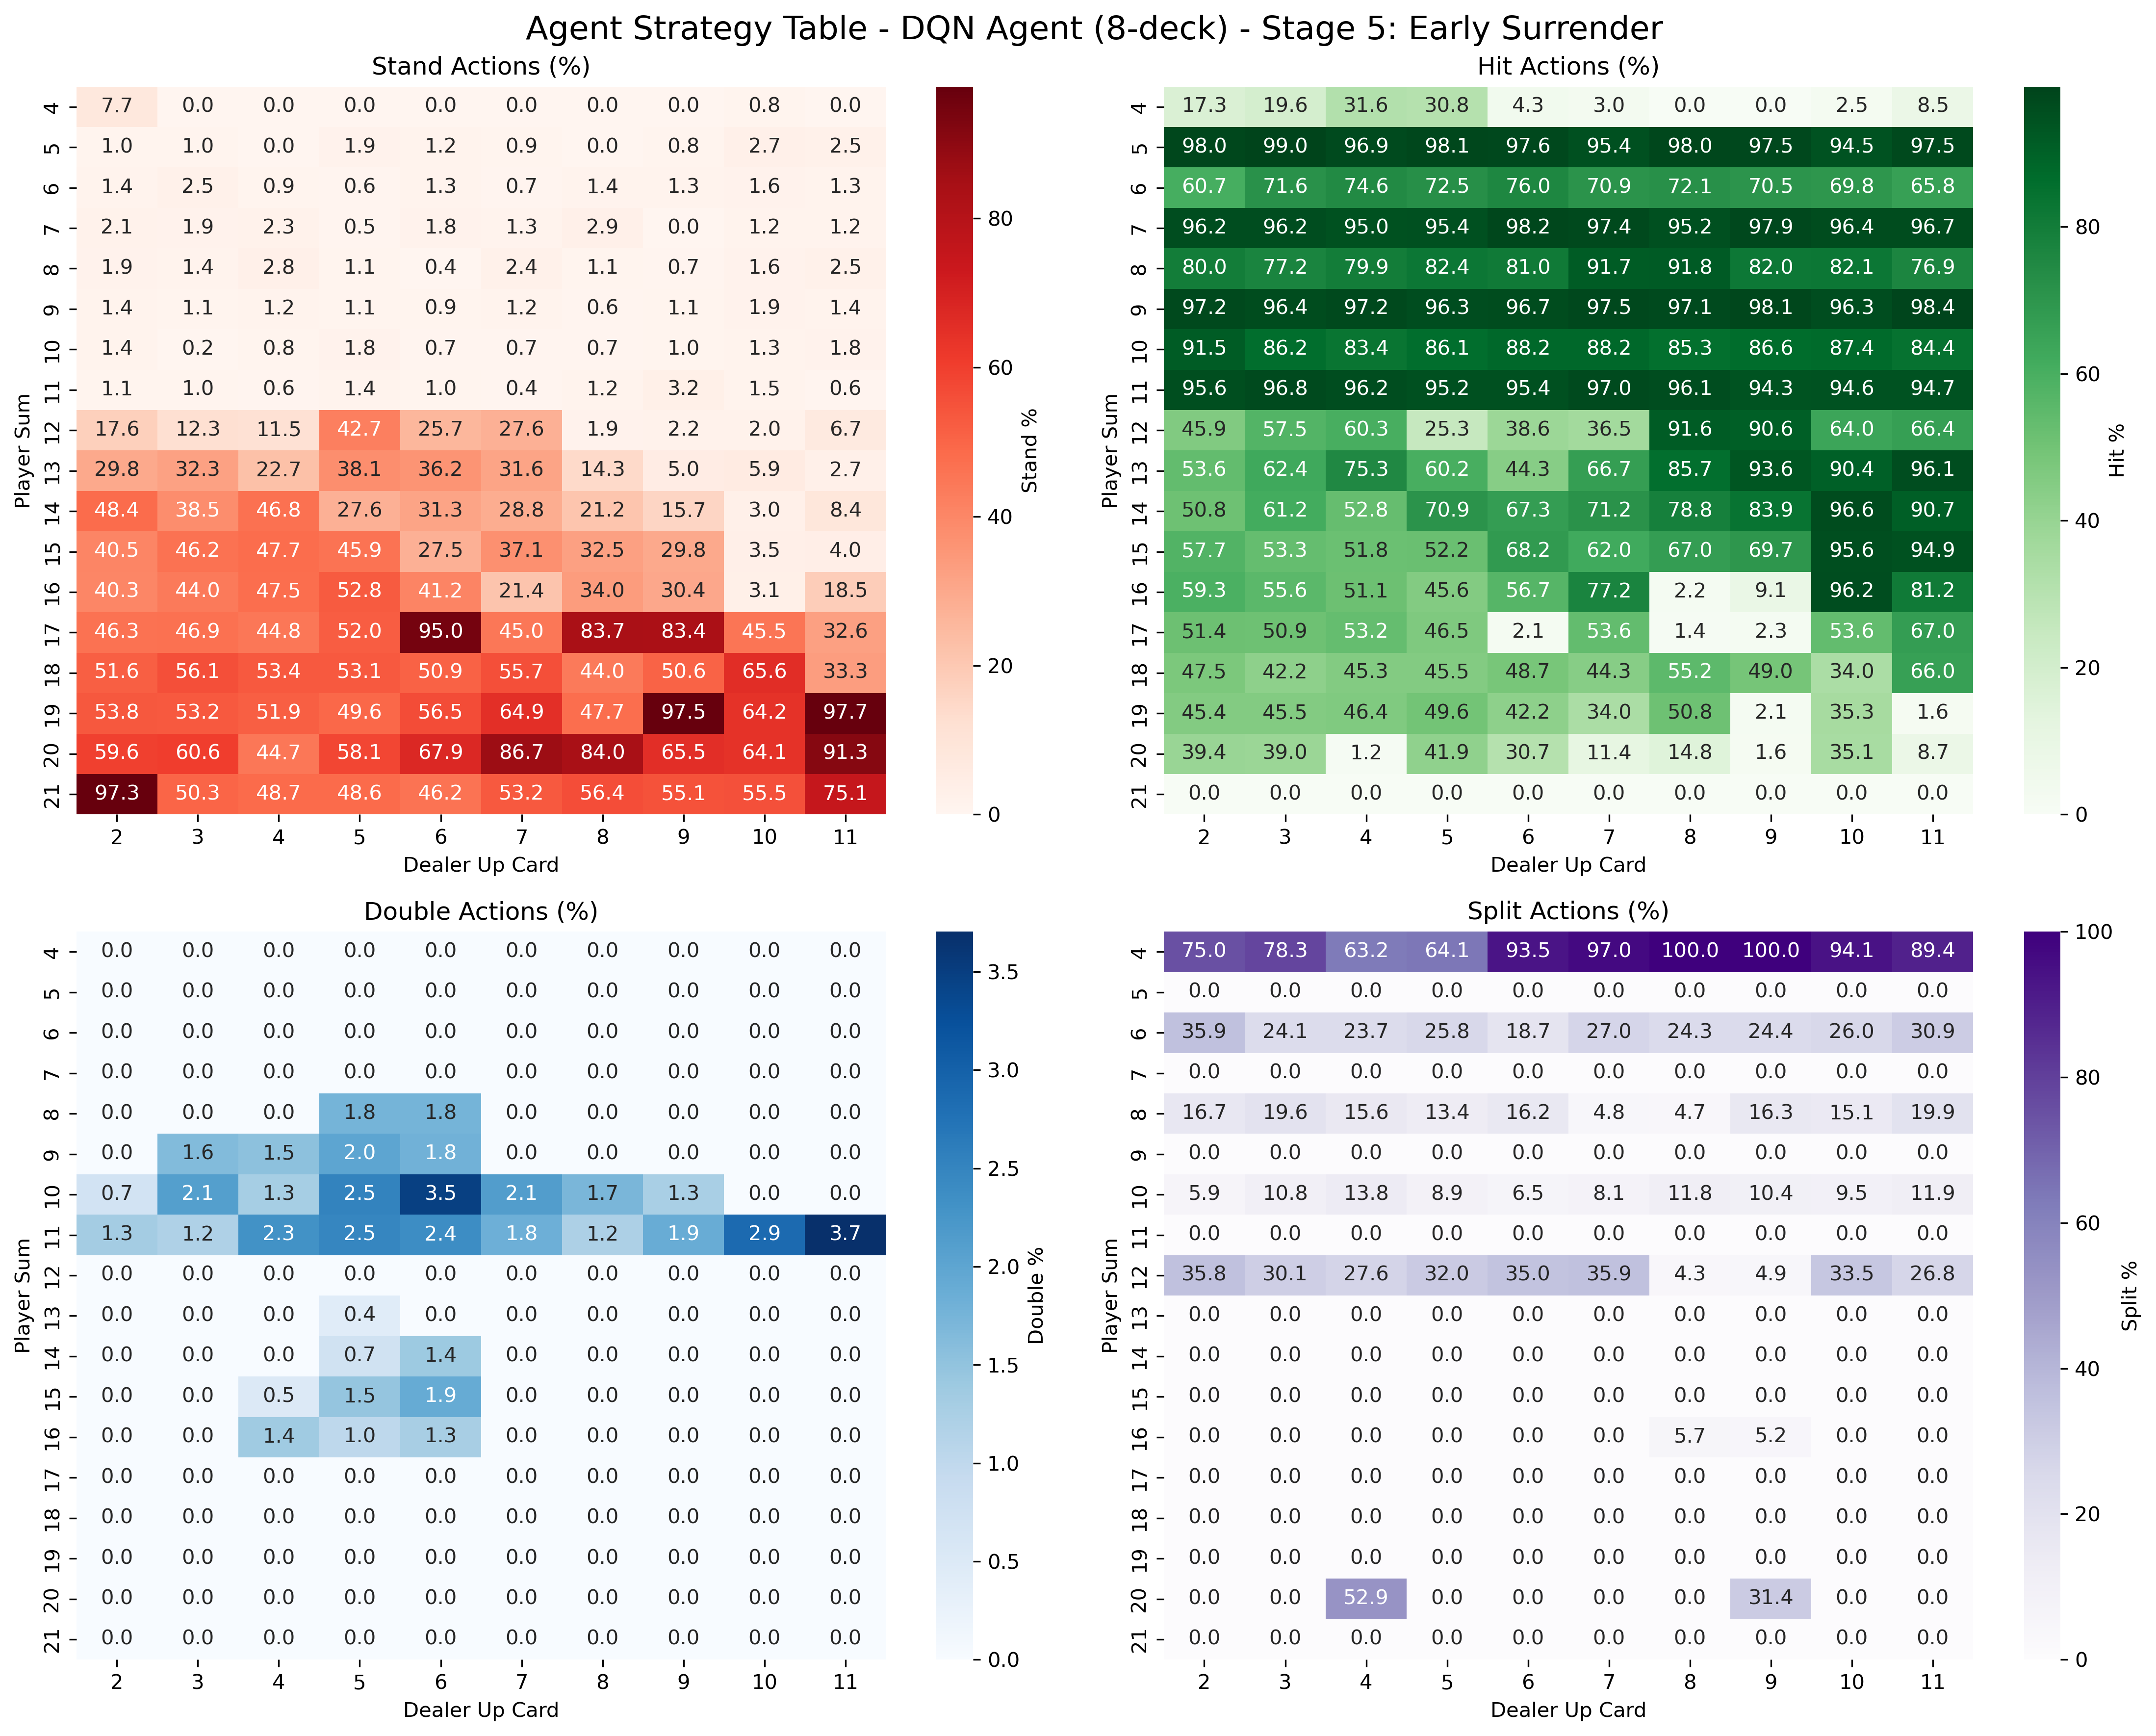 Agent Strategy Table - DQN Agent (8-deck) - Stage 5: Early Surrender
Stand Actions (%)
4 7.7 0.0 0.0 0.0 0.0 0.0 0.0 0.0 0.8 0.0
5 1.0 1.0 0.0 1.9 1.2 0.9 0.0 0.8 2.7 2.5
6 1.4 2.5 0.9 0.6 1.3 0.7 1.4 1.3 1.6 1.3
7 2.1 1.9 2.3 0.5 1.8 1.3 2.9 0.0 1.2 1.2
8 1.9 1.4 2.8 1.1 0.4 2.4 1.1 0.7 1.6 2.5
9 1.4 1.1 1.2 1.1 0.9 1.2 0.6 1.1 1.9 1.4
10 1.4 0.2 0.8 1.8 0.7 0.7 0.7 1.0 1.3 1.8
11 1.1 1.0 0.6 1.4 1.0 0.4 1.2 3.2 1.5 0.6
12 17.6 12.3 11.5 42.7 25.7 27.6 1.9 2.2 2.0 6.7
13 29.8 32.3 22.7 38.1 36.2 31.6 14.3 5.0 5.9 2.7
14 48.4 38.5 46.8 27.6 31.3 28.8 21.2 15.7 3.0 8.4
15 40.5 46.2 47.7 45.9 27.5 37.1 32.5 29.8 3.5 4.0
16 40.3 44.0 47.5 52.8 41.2 21.4 34.0 30.4 3.1 18.5
17 46.3 46.9 44.8 52.0 95.0 45.0 83.7 83.4 45.5 32.6
18 51.6 56.1 53.4 53.1 50.9 55.7 44.0 50.6 65.6 33.3
19 53.8 53.2 51.9 49.6 56.5 64.9 47.7 97.5 64.2 97.7
20 59.6 60.6 44.7 58.1 67.9 86.7 84.0 65.5 64.1 91.3
21 97.3 50.3 48.7 48.6 46.2 53.2 56.4 55.1 55.5 75.1
2 3 4 5 6 7 8 9 10 11
Dealer Up Card
Player Sum
80
60
40
20
0
Stand %
Hit Actions (%)
4 17.3 19.6 31.6 30.8 4.3 3.0 0.0 0.0 2.5 8.5
5 98.0 99.0 96.9 98.1 97.6 95.4 98.0 97.5 94.5 97.5
6 60.7 71.6 74.6 72.5 76.0 70.9 72.1 70.5 69.8 65.8
7 96.2 96.2 95.0 95.4 98.2 97.4 95.2 97.9 96.4 96.7
8 80.0 77.2 79.9 82.4 81.0 91.7 91.8 82.0 82.1 76.9
9 97.2 96.4 97.2 96.3 96.7 97.5 97.1 98.1 96.3 98.4
10 91.5 86.2 83.4 86.1 88.2 88.2 85.3 86.6 87.4 84.4
11 95.6 96.8 96.2 95.2 95.4 97.0 96.1 94.3 94.6 94.7
12 45.9 57.5 60.3 25.3 38.6 36.5 91.6 90.6 64.0 66.4
13 53.6 62.4 75.3 60.2 44.3 66.7 85.7 93.6 90.4 96.1
14 50.8 61.2 52.8 70.9 67.3 71.2 78.8 83.9 96.6 90.7
15 57.7 53.3 51.8 52.2 68.2 62.0 67.0 69.7 95.6 94.9
16 59.3 55.6 51.1 45.6 56.7 77.2 2.2 9.1 96.2 81.2
17 51.4 50.9 53.2 46.5 2.1 53.6 1.4 2.3 53.6 67.0
18 47.5 42.2 45.3 45.5 48.7 44.3 55.2 49.0 34.0 66.0
19 45.4 45.5 46.4 49.6 42.2 34.0 50.8 2.1 35.3 1.6
20 39.4 39.0 1.2 41.9 30.7 11.4 14.8 1.6 35.1 8.7
21 0.0 0.0 0.0 0.0 0.0 0.0 0.0 0.0 0.0 0.0
2 3 4 5 6 7 8 9 10 11
Dealer Up Card
Player Sum
80
60
40
20
0
Hit %
Double Actions (%)
4 0.0 0.0 0.0 0.0 0.0 0.0 0.0 0.0 0.0 0.0
5 0.0 0.0 0.0 0.0 0.0 0.0 0.0 0.0 0.0 0.0
6 0.0 0.0 0.0 0.0 0.0 0.0 0.0 0.0 0.0 0.0
7 0.0 0.0 0.0 0.0 0.0 0.0 0.0 0.0 0.0 0.0
8 0.0 0.0 0.0 1.8 1.8 0.0 0.0 0.0 0.0 0.0
9 0.0 1.6 1.5 2.0 1.8 0.0 0.0 0.0 0.0 0.0
10 0.7 2.1 1.3 2.5 3.5 2.1 1.7 1.3 0.0 0.0
11 1.3 1.2 2.3 2.5 2.4 1.8 1.2 1.9 2.9 3.7
12 0.0 0.0 0.0 0.0 0.0 0.0 0.0 0.0 0.0 0.0
13 0.0 0.0 0.0 0.4 0.0 0.0 0.0 0.0 0.0 0.0
14 0.0 0.0 0.0 0.7 1.4 0.0 0.0 0.0 0.0 0.0
15 0.0 0.0 0.5 1.5 1.9 0.0 0.0 0.0 0.0 0.0
16 0.0 0.0 1.4 1.0 1.3 0.0 0.0 0.0 0.0 0.0
17 0.0 0.0 0.0 0.0 0.0 0.0 0.0 0.0 0.0 0.0
18 0.0 0.0 0.0 0.0 0.0 0.0 0.0 0.0 0.0 0.0
19 0.0 0.0 0.0 0.0 0.0 0.0 0.0 0.0 0.0 0.0
20 0.0 0.0 0.0 0.0 0.0 0.0 0.0 0.0 0.0 0.0
21 0.0 0.0 0.0 0.0 0.0 0.0 0.0 0.0 0.0 0.0
2 3 4 5 6 7 8 9 10 11
Dealer Up Card
Player Sum
3.5
3.0
2.5
2.0
1.5
1.0
0.5
0.0
Double %
Split Actions (%)
4 75.0 78.3 63.2 64.1 93.5 97.0 100.0 100.0 94.1 89.4
5 0.0 0.0 0.0 0.0 0.0 0.0 0.0 0.0 0.0 0.0
6 35.9 24.1 23.7 25.8 18.7 27.0 24.3 24.4 26.0 30.9
7 0.0 0.0 0.0 0.0 0.0 0.0 0.0 0.0 0.0 0.0
8 16.7 19.6 15.6 13.4 16.2 4.8 4.7 16.3 15.1 19.9
9 0.0 0.0 0.0 0.0 0.0 0.0 0.0 0.0 0.0 0.0
10 5.9 10.8 13.8 8.9 6.5 8.1 11.8 10.4 9.5 11.9
11 0.0 0.0 0.0 0.0 0.0 0.0 0.0 0.0 0.0 0.0
12 35.8 30.1 27.6 32.0 35.0 35.9 4.3 4.9 33.5 26.8
13 0.0 0.0 0.0 0.0 0.0 0.0 0.0 0.0 0.0 0.0
14 0.0 0.0 0.0 0.0 0.0 0.0 0.0 0.0 0.0 0.0
15 0.0 0.0 0.0 0.0 0.0 0.0 0.0 0.0 0.0 0.0
16 0.0 0.0 0.0 0.0 0.0 0.0 5.7 5.2 0.0 0.0
17 0.0 0.0 0.0 0.0 0.0 0.0 0.0 0.0 0.0 0.0
18 0.0 0.0 0.0 0.0 0.0 0.0 0.0 0.0 0.0 0.0
19 0.0 0.0 0.0 0.0 0.0 0.0 0.0 0.0 0.0 0.0
20 0.0 0.0 52.9 0.0 0.0 0.0 0.0 31.4 0.0 0.0
21 0.0 0.0 0.0 0.0 0.0 0.0 0.0 0.0 0.0 0.0
2 3 4 5 6 7 8 9 10 11
Dealer Up Card
Player Sum
100
80
60
40
20
0
Split %